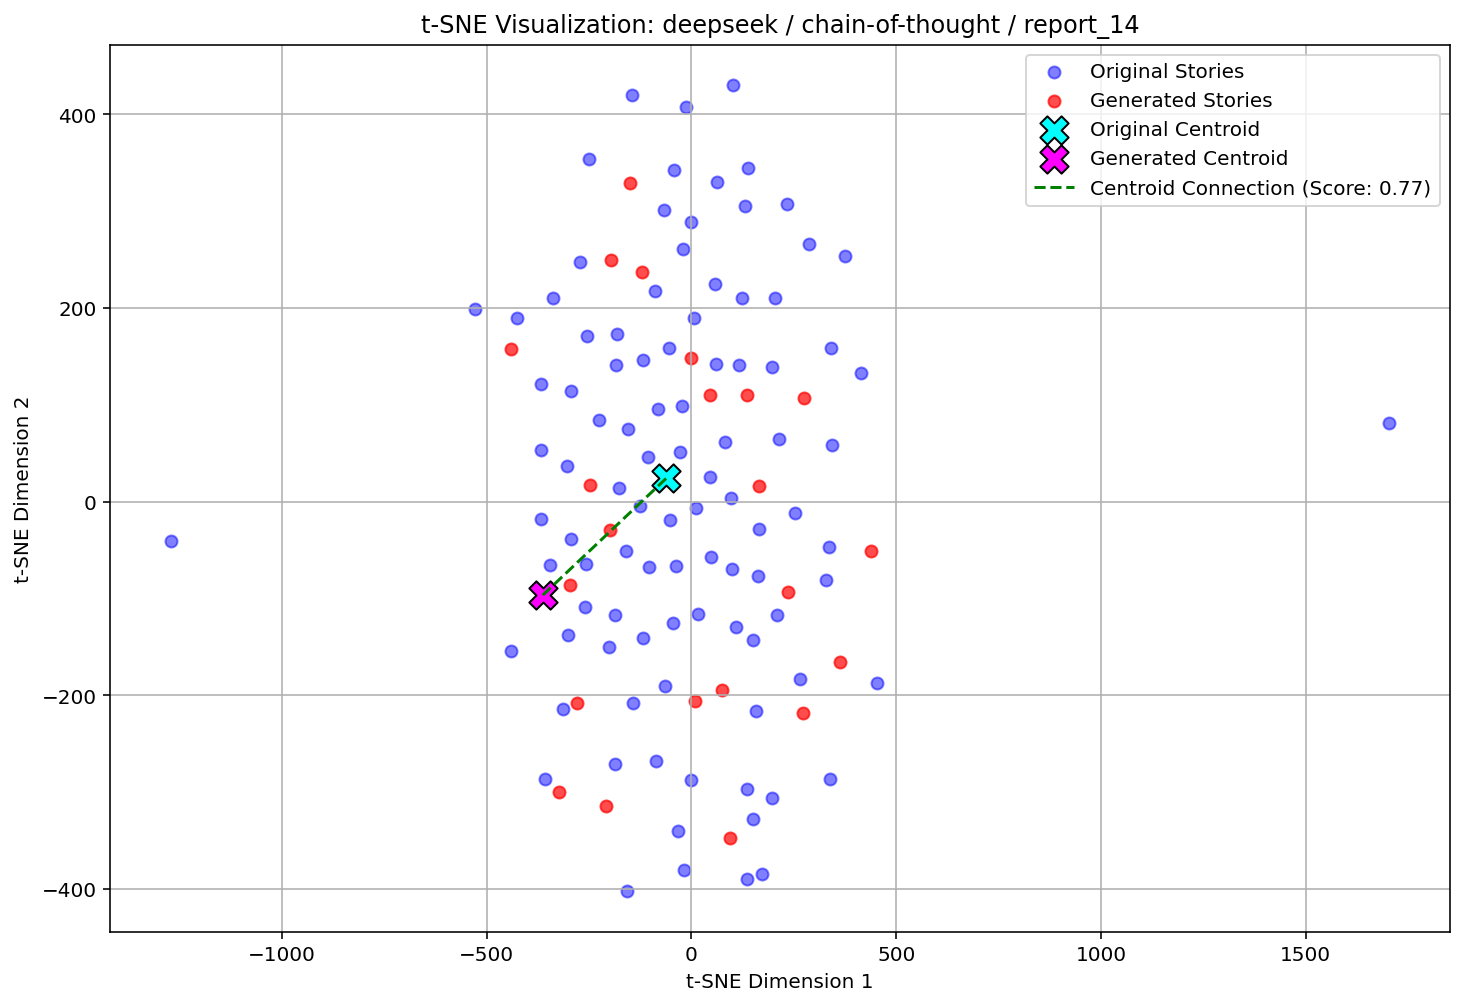 t-SNE Visualization: deepseek / chain-of-thought / report_14
Original Stories
Generated Stories
Original Centroid
Generated Centroid
Centroid Connection (Score: 0.77)
400
200
0
−200
−400
t-SNE Dimension 2
−1000
−500
0
500
1000
1500
t-SNE Dimension 1